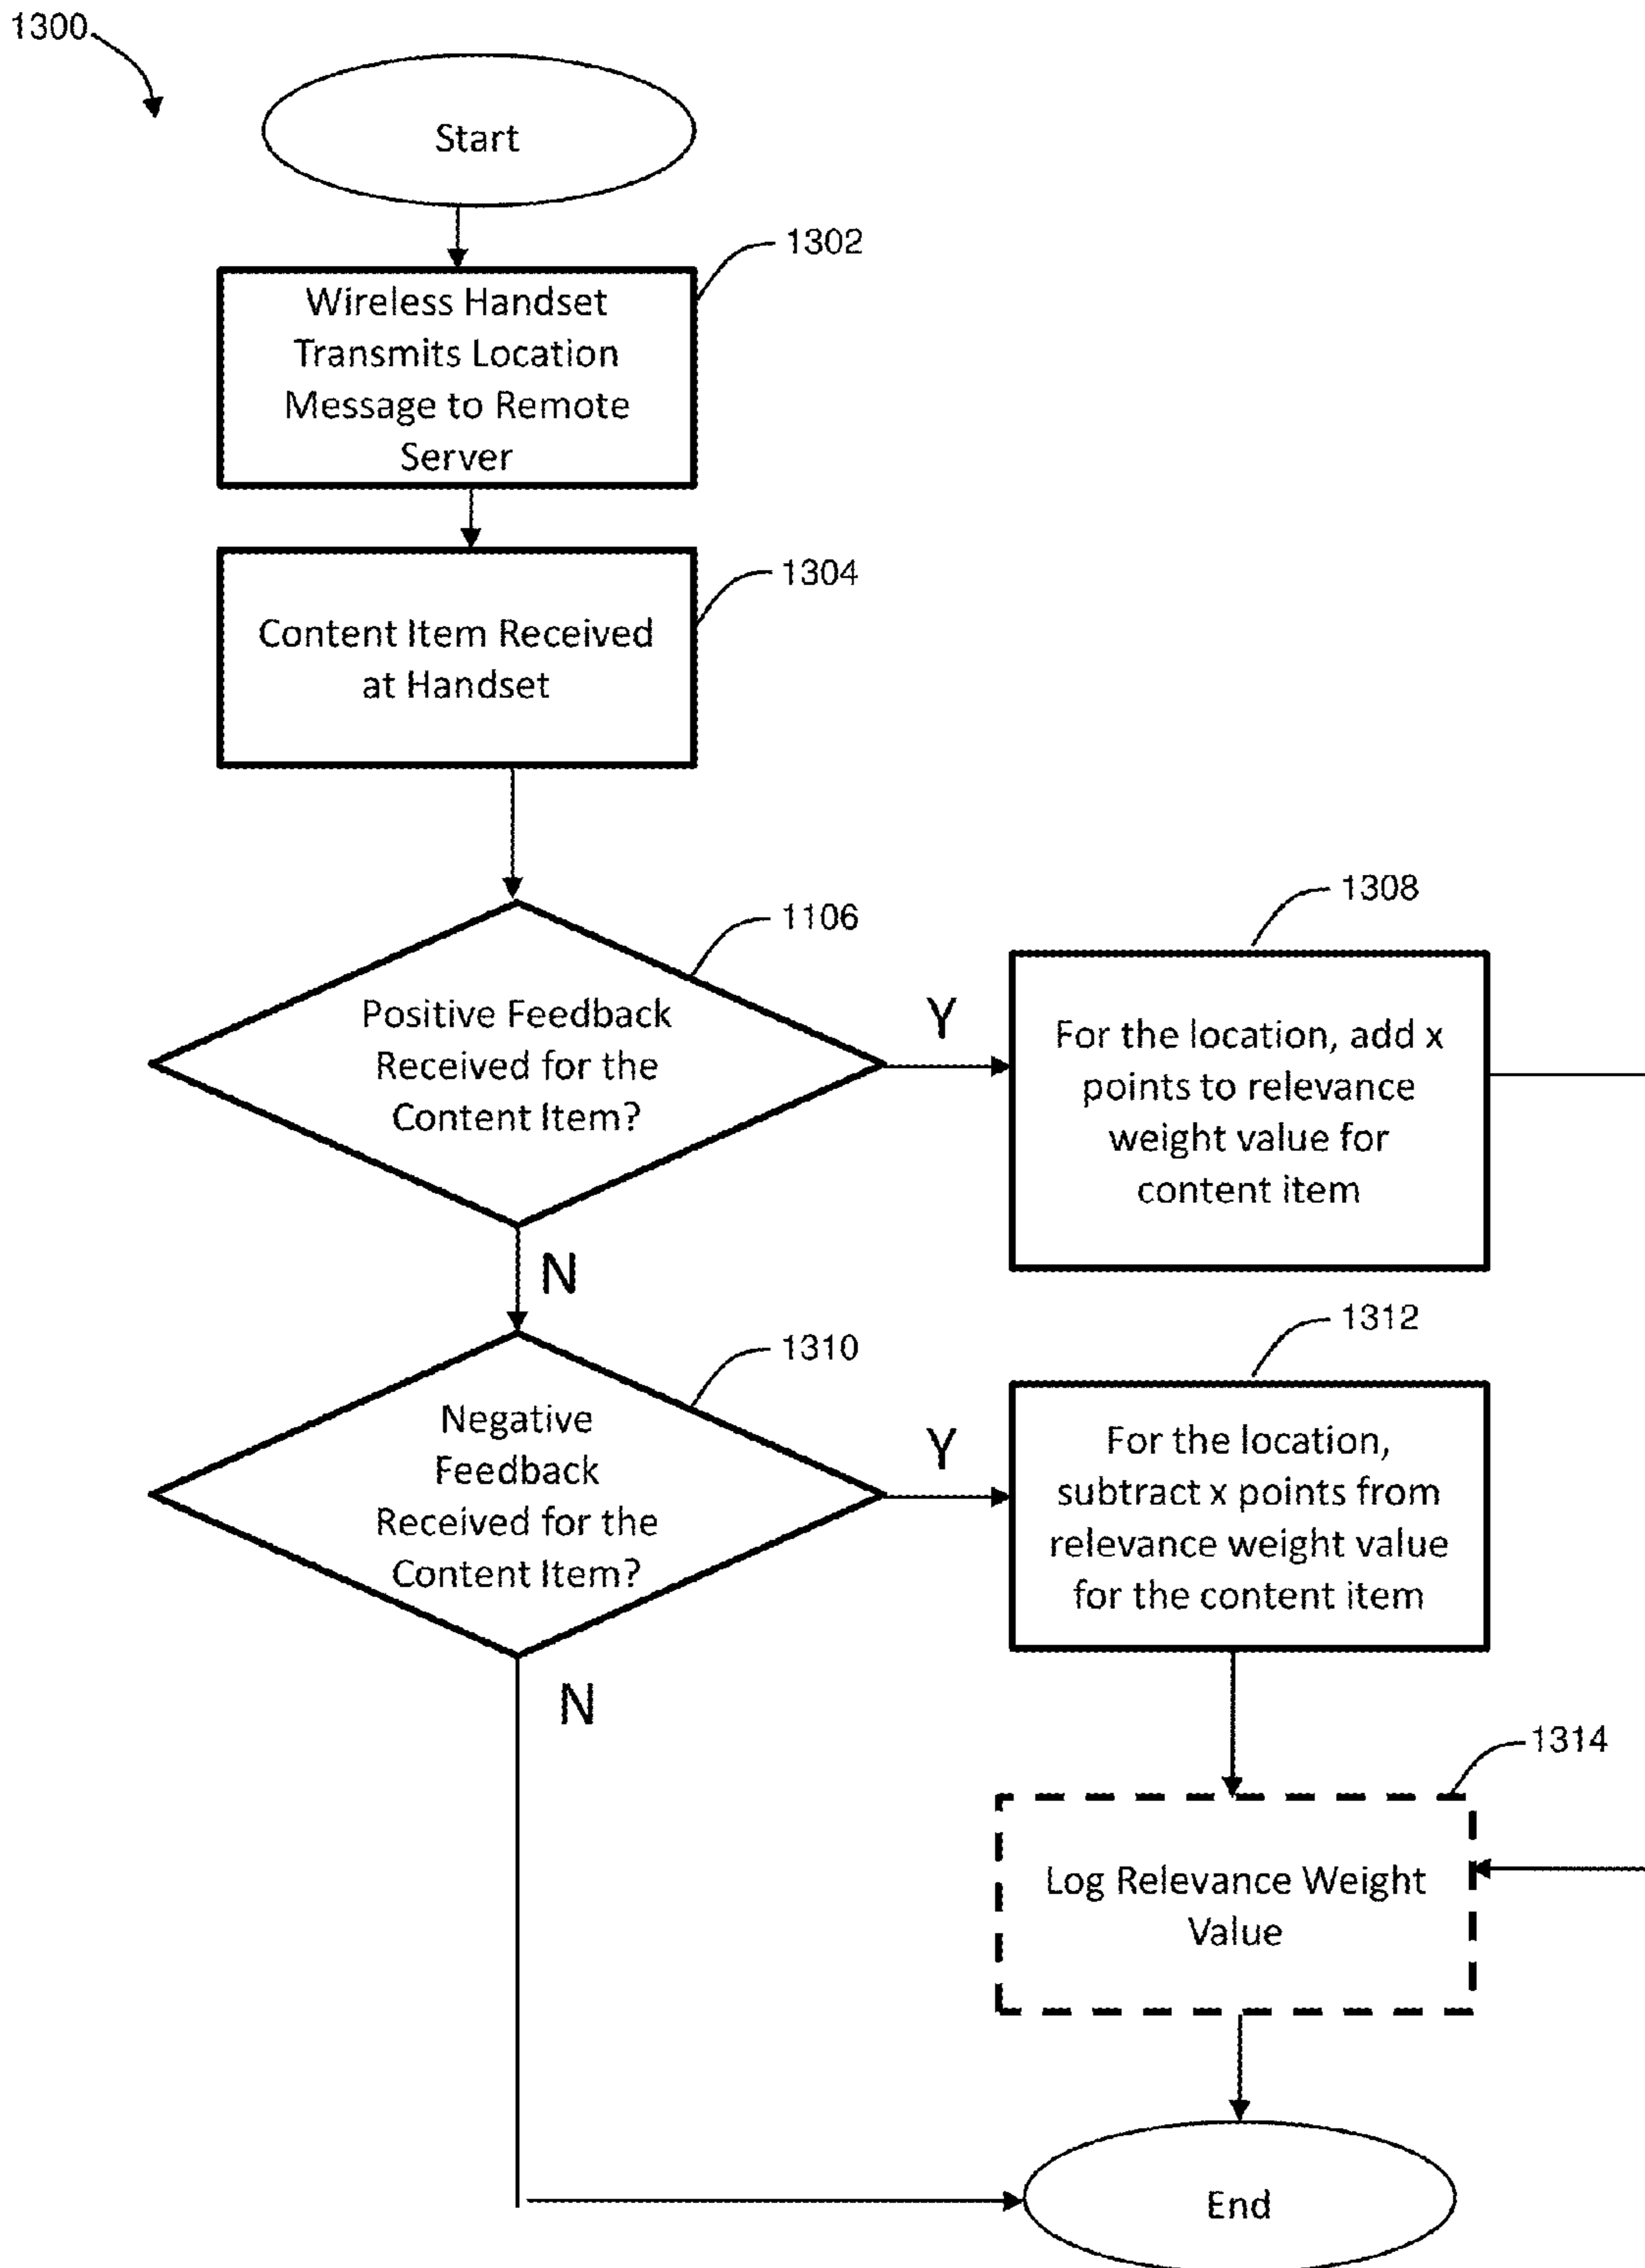 1300
Start
1302
Wireless Handset
Transmits Location
Message to Remote
Server
1304
Content Item Received
at Handset
1106
Positive Feedback
Received for the
Content Item?
Y
1308
For the location, add x
points to relevance
weight value for
content item
N
1310
Negative
Feedback
Received for the
Content Item?
Y
1312
For the location,
subtract x points from
relevance weight value
for the content item
N
1314
Log Relevance Weight
Value
End